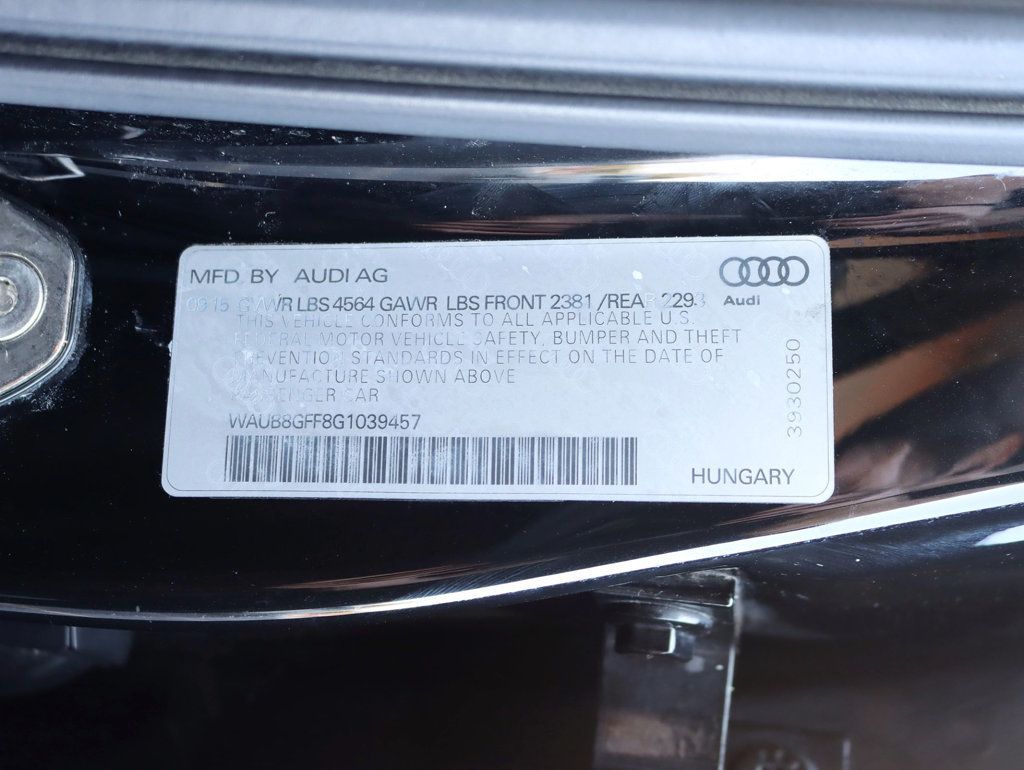 MFD. BY AUDI AG
Audi
09 15 GVWR LBS 4564 GAWR LBS FRONT 2381 /REAR 2293
THIS VEHICLE CONFORMS TO ALL APPLICABLE U.S.
FEDERAL MOTOR VEHICLE SAFETY, BUMPER AND THEFT
PREVENTION STANDARDS IN EFFECT ON THE DATE OF
MANUFACTURE SHOWN ABOVE
PASSENGER CAR
WAUB8GFF8G1039457
HUNGARY
3930250